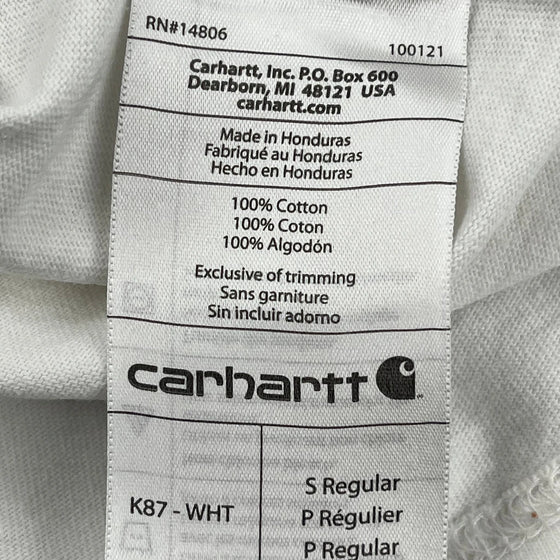 RN#14806
100121
Carhartt, Inc. P.O. Box 600
Dearborn, MI 48121 USA
carhartt.com
Made in Honduras
Fabriqué au Honduras
Hecho en Honduras
100% Cotton
100% Coton
100% Algodón
Exclusive of trimming
Sans garniture
Sin incluir adorno
carhartt
K87 - WHT
S Regular
P Régulier
P Regular